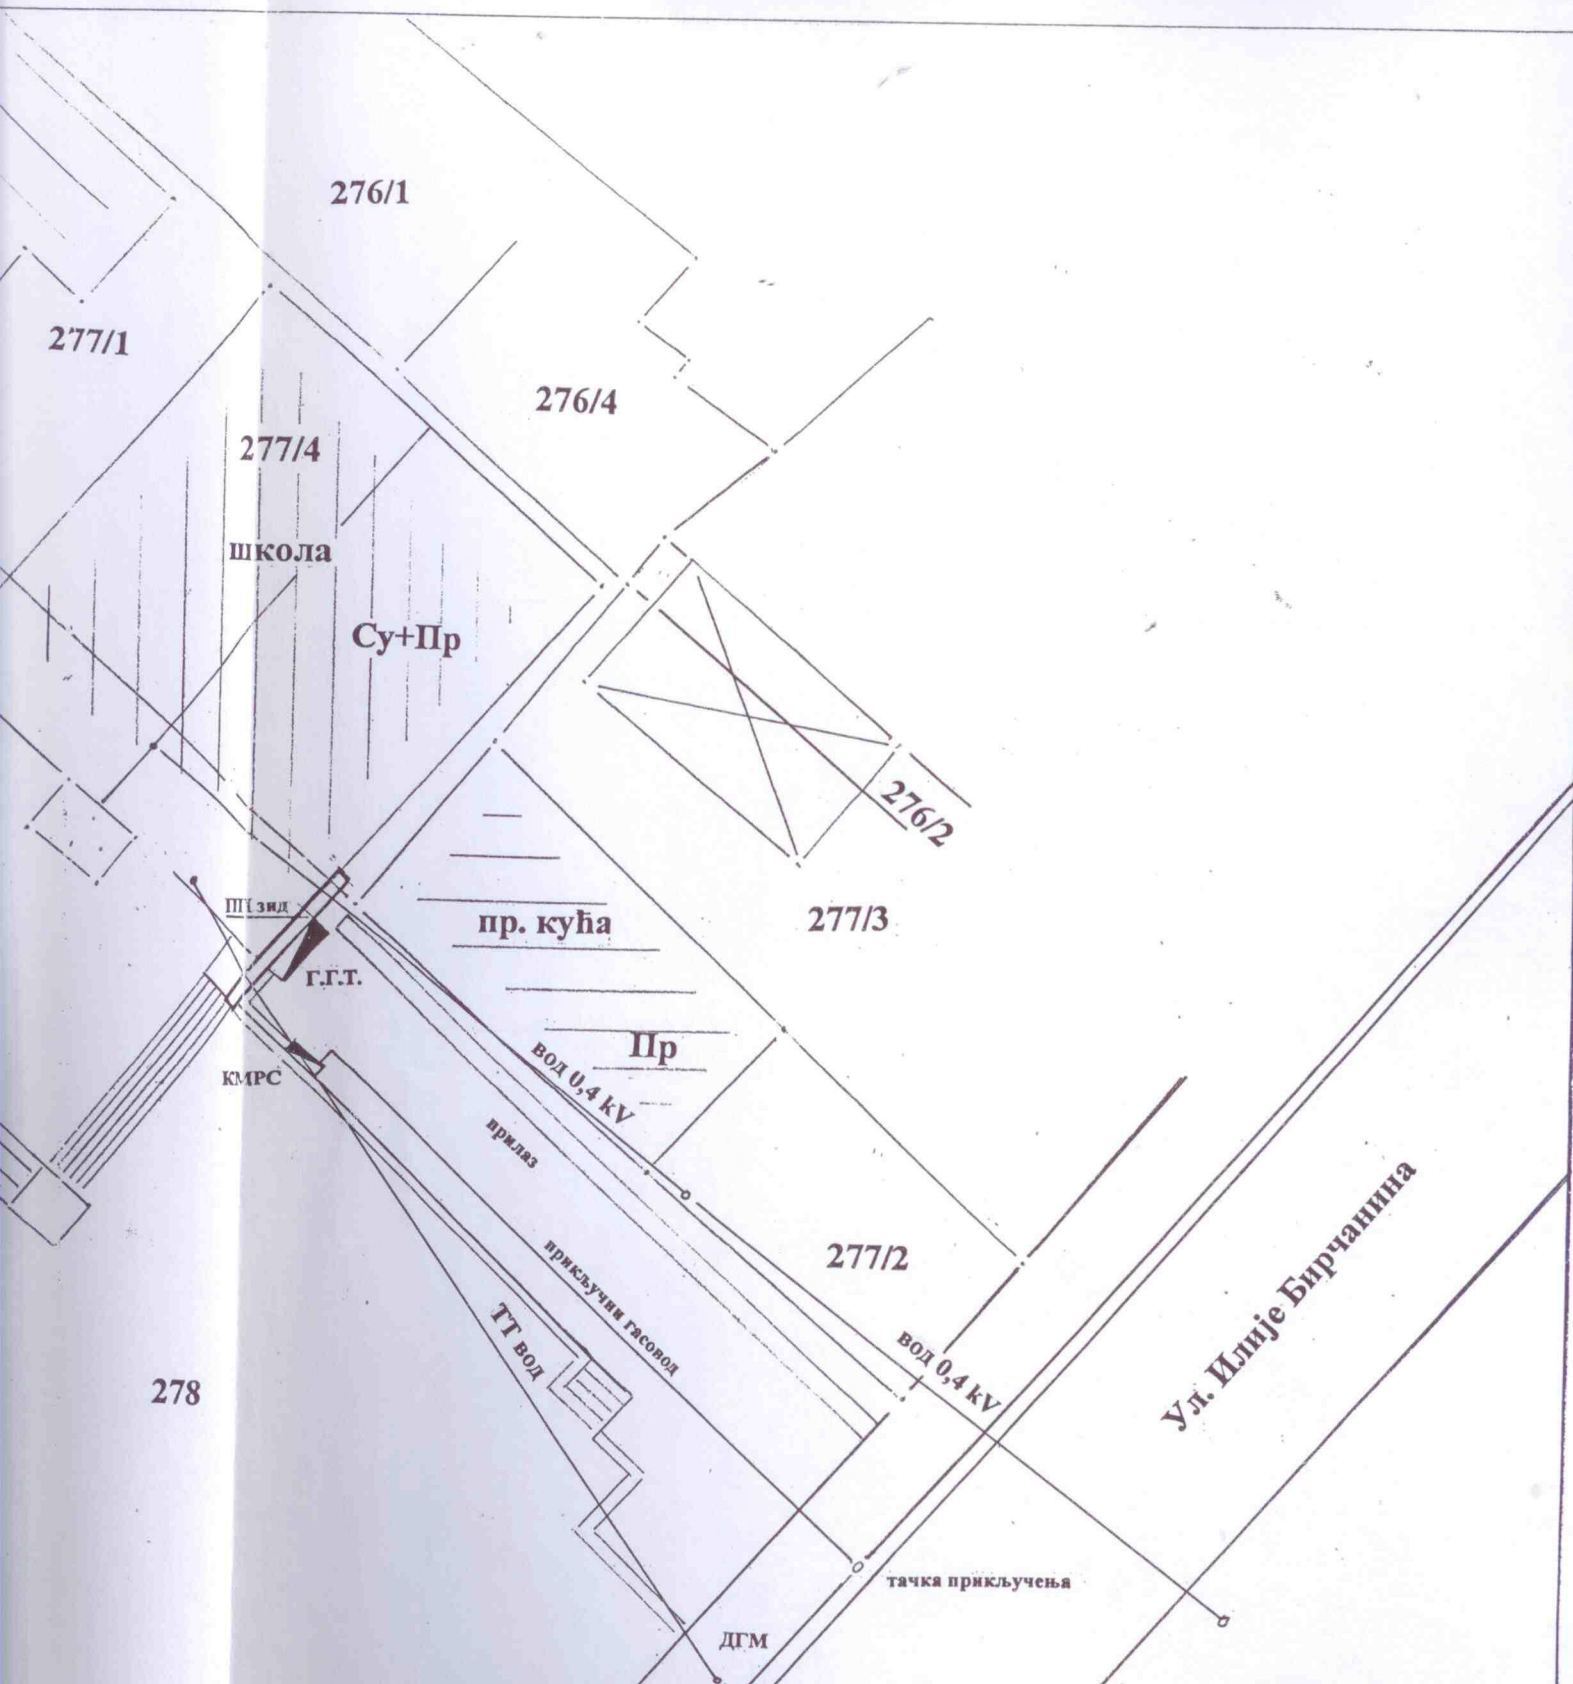 276/1
277/1
276/4
277/4
школа
Су+Пр
276/2
ПП зид
пр. кућа
277/3
Г.Г.Т.
Пр
вод 0,4 kV
КМРС
прилаз
277/2
прикључни гасовод
ТТ вод
вод 0,4 kV
Ул. Илије Бирчанина
278
тачка прикључења
ДГМ